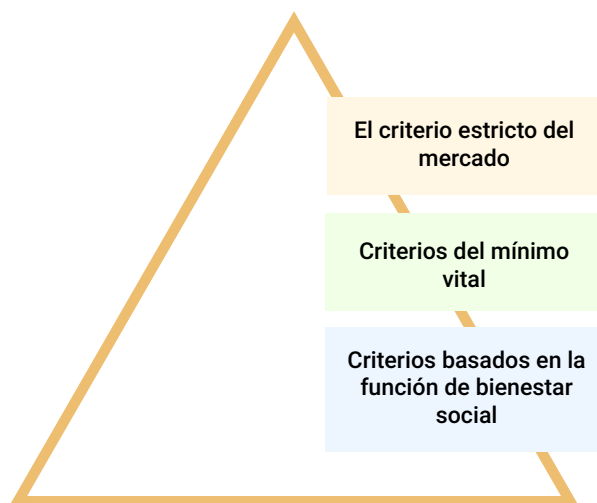 El criterio estricto del
mercado
Criterios del mínimo
vital
Criterios basados en la
función de bienestar
social